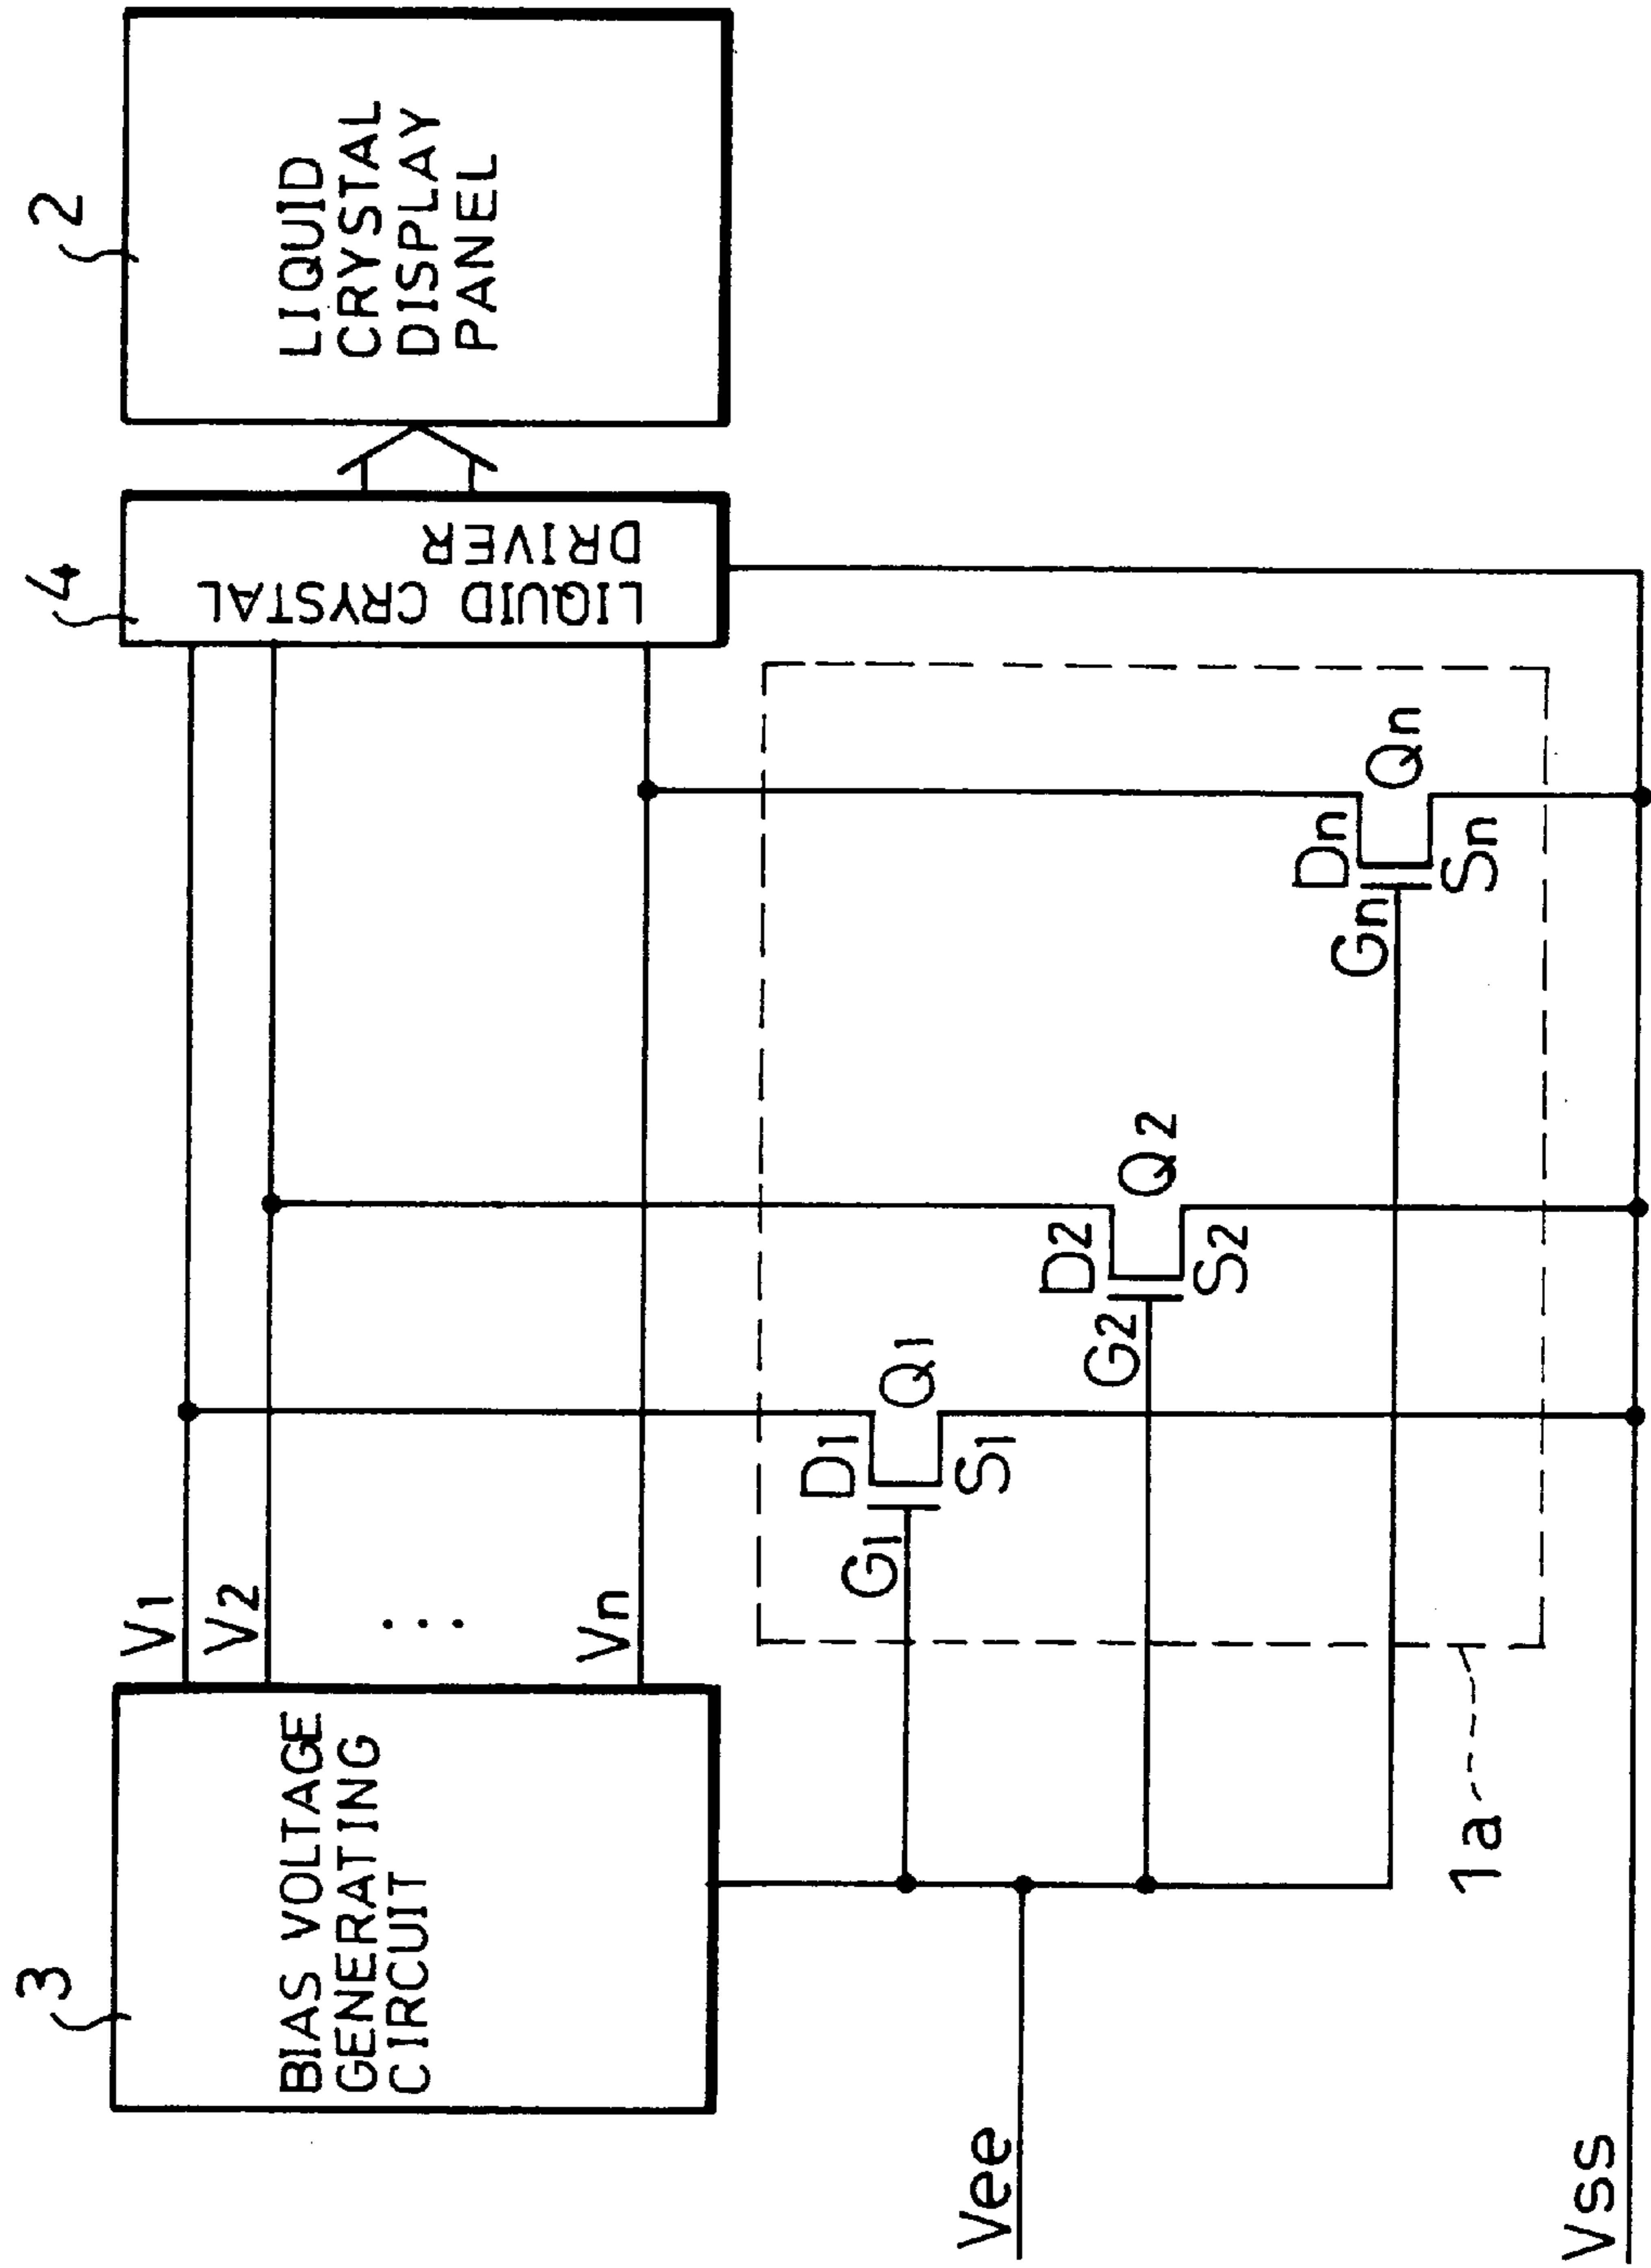 3
BIAS VOLTAGE
GENERATING
CIRCUIT
V1
V2
...
Vn
4
LIQUID CRYSTAL
DRIVER
2
LIQUID
CRYSTAL
DISPLAY
PANEL
D1
G1
Q1
S1
D2
G2
Q2
S2
Dn
Gn
Qn
Sn
Vee
1a
Vss